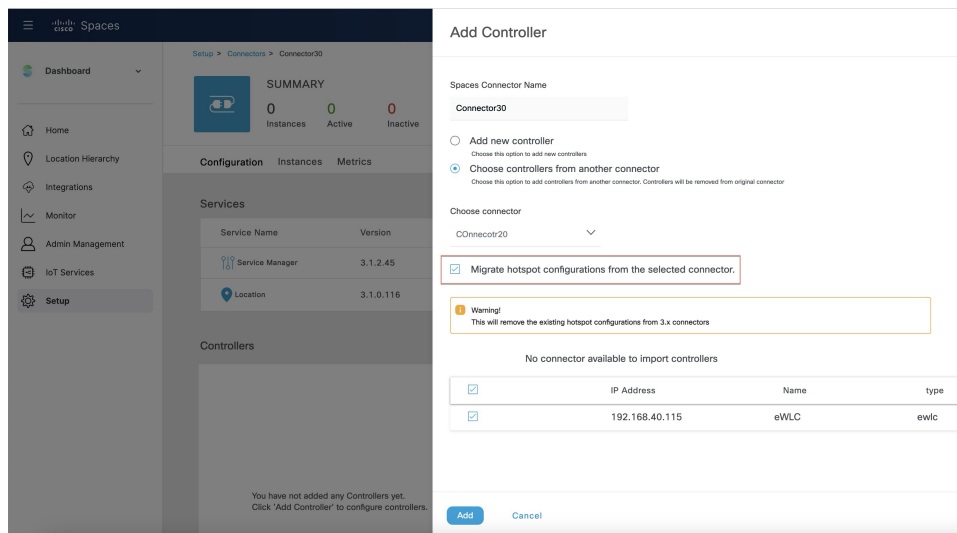 cisco Spaces
Dashboard
Home
Location Hierarchy
Integrations
Monitor
Admin Management
IoT Services
Setup
Setup > Connectors > Connector30
SUMMARY
0 0 0
Instances Active Inactive
Configuration Instances Metrics
Services
Service Name Version
Service Manager 3.1.2.45
Location 3.1.0.116
Controllers
You have not added any Controllers yet.
Click 'Add Controller' to configure controllers.
Add Controller
Spaces Connector Name
Connector30
Add new controller
Choose this option to add new controllers
Choose controllers from another connector
Choose this option to add controllers from another connector. Controllers will be removed from original connector
Choose connector
COnnecotr20
Migrate hotspot configurations from the selected connector.
Warning!
This will remove the existing hotspot configurations from 3.x connectors
No connector available to import controllers
IP Address Name type
192.168.40.115 eWLC ewlc
Add Cancel